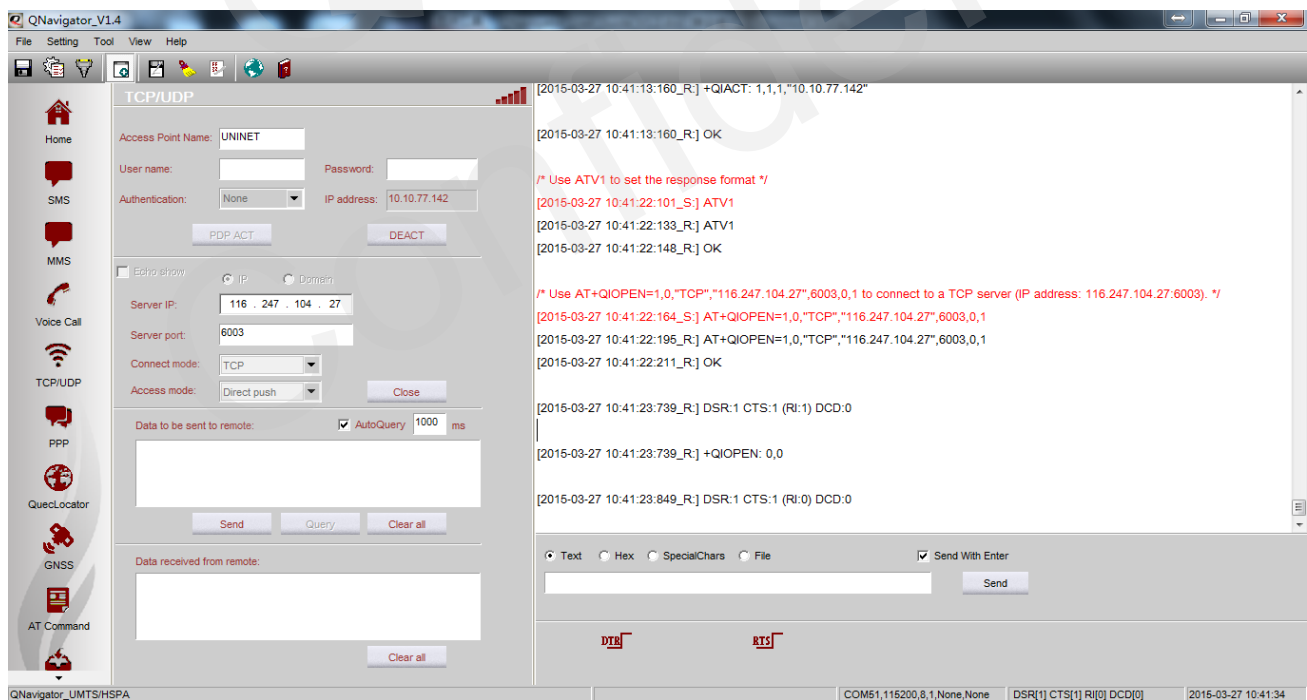 QNavigator_V1.4
File Setting Tool View Help
Home
SMS
MMS
Voice Call
TCP/UDP
PPP
QuecLocator
GNSS
AT Command
TCP/UDP
Access Point Name: UNINET
User name: Password:
Authentication: None IP address: 10.10.77.142
PDP ACT DEACT
Echo show IP Domain
Server IP: 116 . 247 . 104 . 27
Server port: 6003
Connect mode: TCP
Access mode: Direct push Close
Data to be sent to remote: AutoQuery 1000 ms
Send Query Clear all
Data received from remote:
Clear all
[2015-03-27 10:41:13:160_R:] +QIACT: 1,1,1,"10.10.77.142"
[2015-03-27 10:41:13:160_R:] OK
/* Use ATV1 to set the response format */
[2015-03-27 10:41:22:101_S:] ATV1
[2015-03-27 10:41:22:133_R:] ATV1
[2015-03-27 10:41:22:148_R:] OK
/* Use AT+QIOPEN=1,0,"TCP","116.247.104.27",6003,0,1 to connect to a TCP server (IP address: 116.247.104.27:6003). */
[2015-03-27 10:41:22:164_S:] AT+QIOPEN=1,0,"TCP","116.247.104.27",6003,0,1
[2015-03-27 10:41:22:195_R:] AT+QIOPEN=1,0,"TCP","116.247.104.27",6003,0,1
[2015-03-27 10:41:22:211_R:] OK
[2015-03-27 10:41:23:739_R:] DSR:1 CTS:1 (RI:1) DCD:0
[2015-03-27 10:41:23:739_R:] +QIOPEN: 0,0
[2015-03-27 10:41:23:849_R:] DSR:1 CTS:1 (RI:0) DCD:0
Text Hex SpecialChars File Send With Enter
Send
DTR RTS
QNavigator_UMTS/HSPA COM51,115200,8,1,None,None DSR[1] CTS[1] RI[0] DCD[0] 2015-03-27 10:41:34